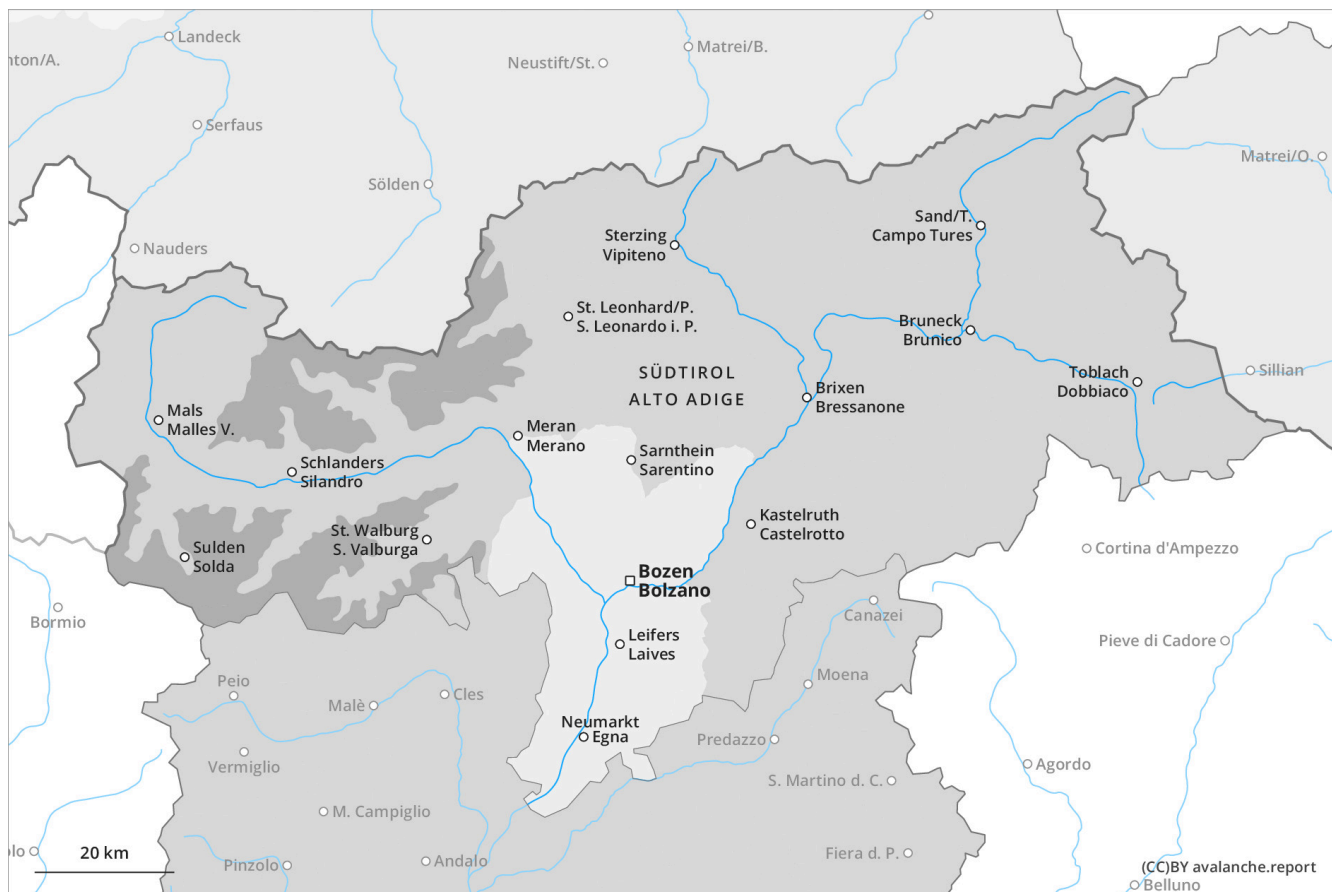 Landeck
nton/A.
Matrei/B.
Neustift/St.
Serfaus
Matrei/O.
Sölden
Nauders
Sand/T.
Campo Tures
Sterzing
Vipiteno
St. Leonhard/P.
S. Leonardo i. P.
Bruneck
Brunico
SÜDTIROL
ALTO ADIGE
Toblach
Dobbiaco
Sillian
Brixen
Bressanone
Mals
Malles V.
Meran
Merano
Sarnthein
Sarentino
Schlanders
Silandro
Kastelruth
Castelrotto
St. Walburg
S. Valburga
Sulden
Solda
Cortina d'Ampezzo
Bozen
Bolzano
Bormio
Canazei
Leifers
Laives
Pieve di Cadore
Moena
Peio
Malè
Cles
Neumarkt
Egna
Predazzo
Vermiglio
Agordo
S. Martino d. C.
M. Campiglio
olo
20 km
Pinzolo
Andalo
Fiera d. P.
(CC)BY avalanche.report
Belluno